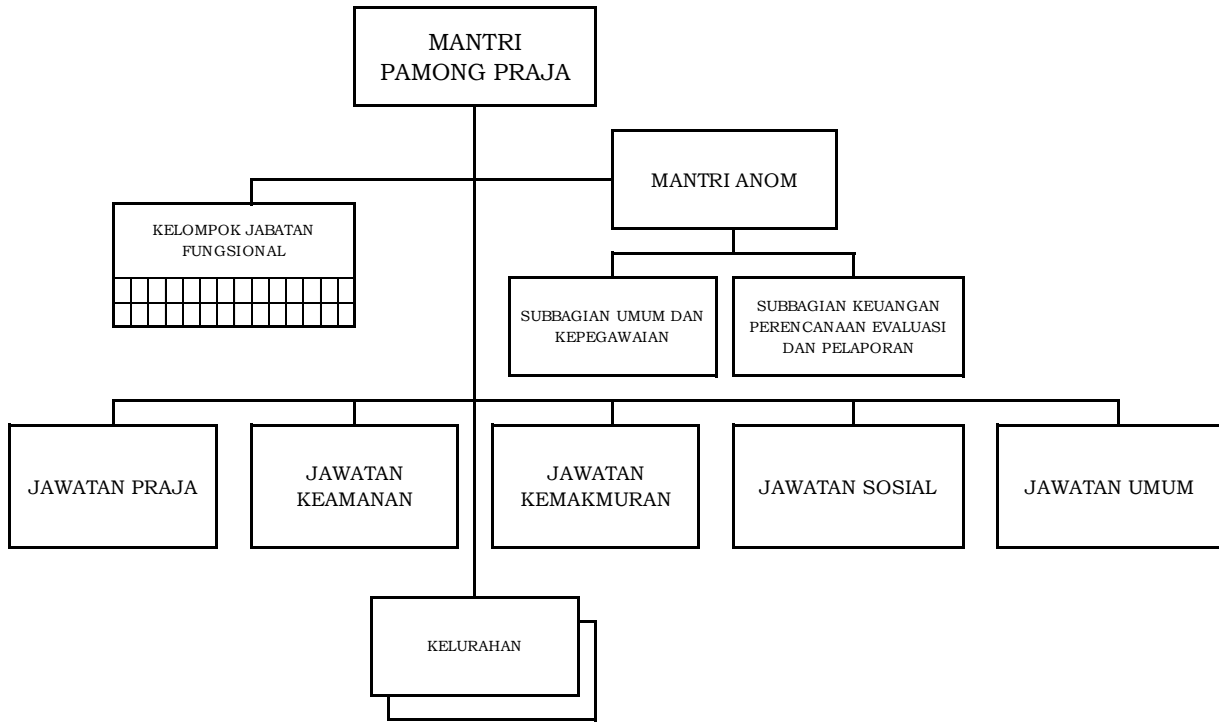 MANTRI
PAMONG PRAJA
MANTRI ANOM
KELOMPOK JABATAN
FUNGSIONAL
SUBBAGIAN UMUM DAN
KEPEGAWAIAN
SUBBAGIAN KEUANGAN
PERENCANAAN EVALUASI
DAN PELAPORAN
JAWATAN PRAJA
JAWATAN
KEAMANAN
JAWATAN
KEMAKMURAN
JAWATAN SOSIAL
JAWATAN UMUM
KELURAHAN